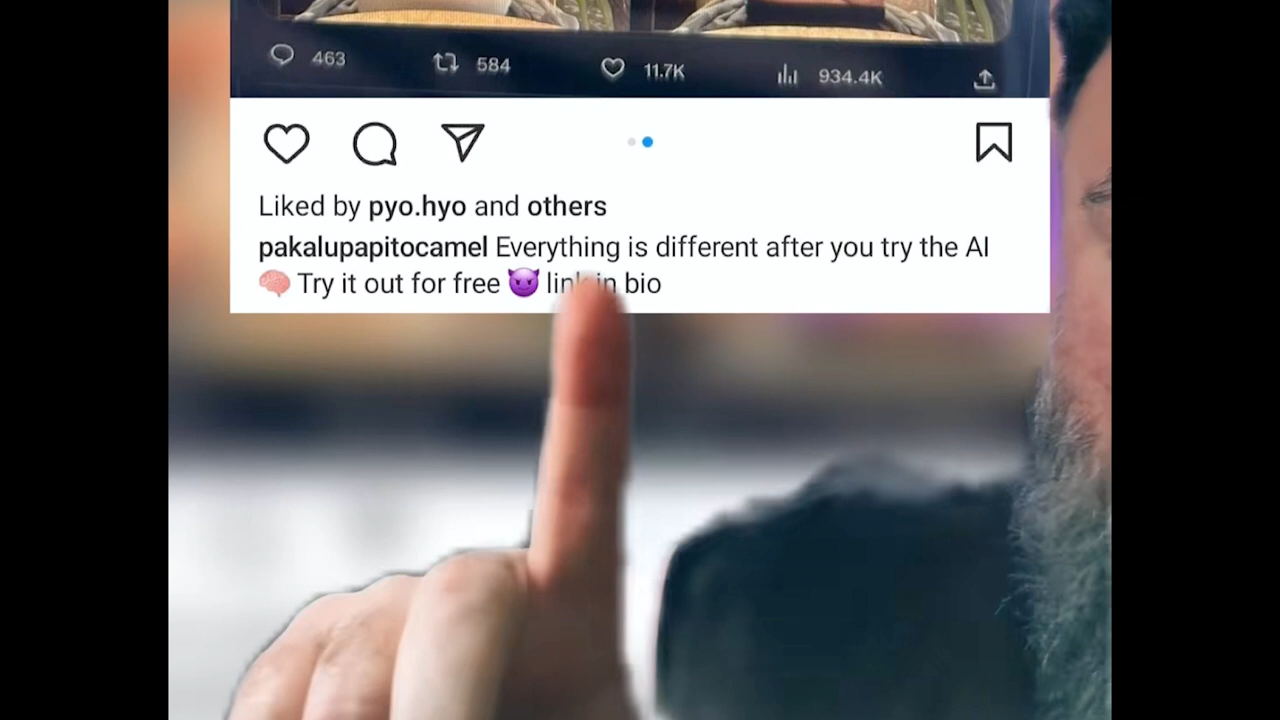 463 584 11.7K 934.4K
Liked by pyo.hyo and others
pakalupapitocamel Everything is different after you try the AI
🧠 Try it out for free 😈 link in bio